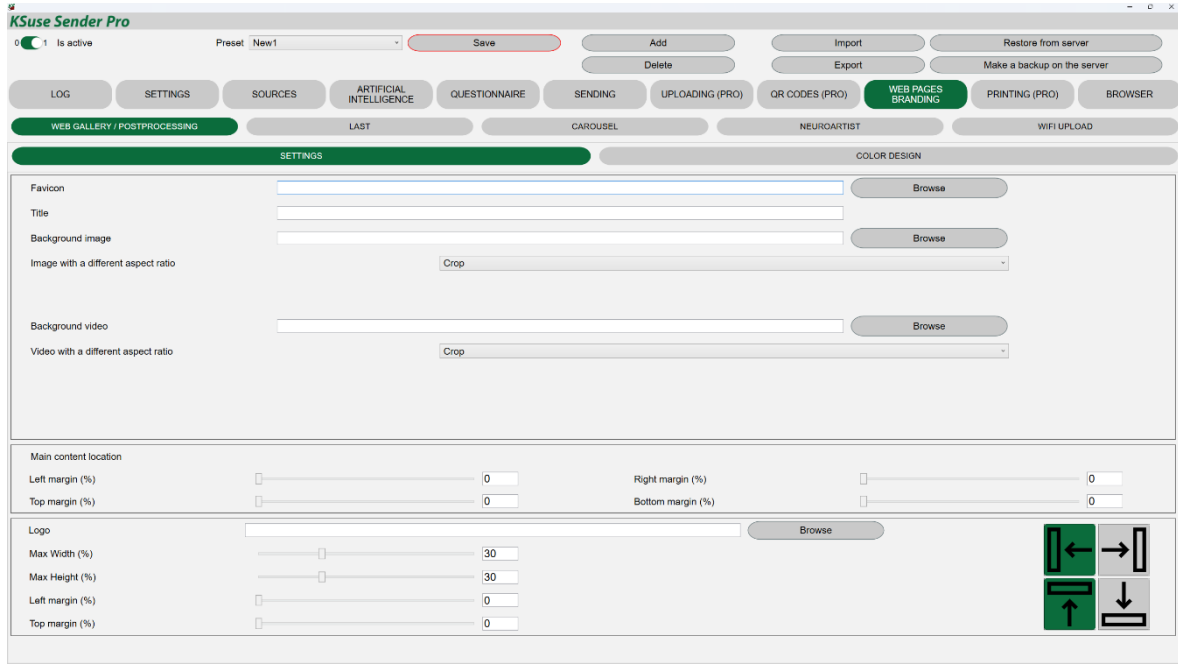 KSuse Sender Pro
0 1 Is active Preset New1 Save Add Import Restore from server
Delete Export Make a backup on the server
LOG SETTINGS SOURCES ARTIFICIAL INTELLIGENCE QUESTIONNAIRE SENDING UPLOADING (PRO) QR CODES (PRO) WEB PAGES BRANDING PRINTING (PRO) BROWSER
WEB GALLERY / POSTPROCESSING LAST CAROUSEL NEUROARTIST WIFI UPLOAD
SETTINGS COLOR DESIGN
Favicon Browse
Title
Background image Browse
Image with a different aspect ratio Crop
Background video Browse
Video with a different aspect ratio Crop
Main content location
Left margin (%) 0 Right margin (%) 0
Top margin (%) 0 Bottom margin (%) 0
Logo Browse
Max Width (%) 30
Max Height (%) 30
Left margin (%) 0
Top margin (%) 0